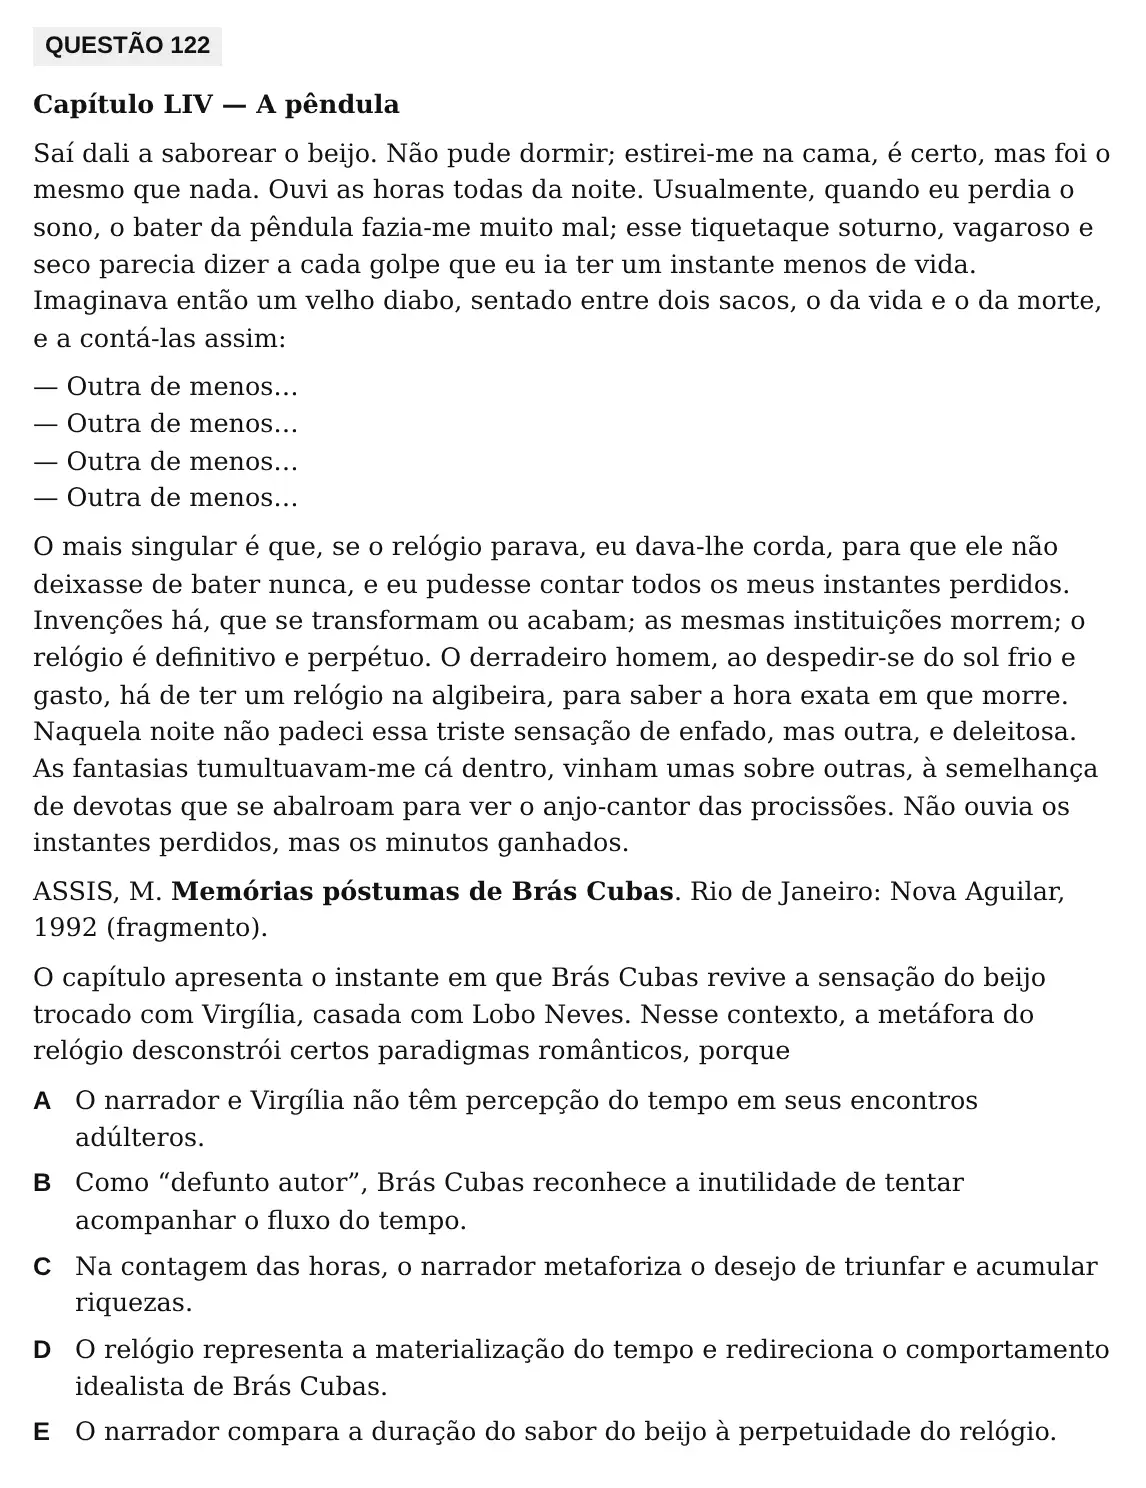 QUESTÃO 122
Capítulo LIV — A pêndula
Saí dali a saborear o beijo. Não pude dormir; estirei-me na cama, é certo, mas foi o
mesmo que nada. Ouvi as horas todas da noite. Usualmente, quando eu perdia o
sono, o bater da pêndula fazia-me muito mal; esse tiquetaque soturno, vagaroso e
seco parecia dizer a cada golpe que eu ia ter um instante menos de vida.
Imaginava então um velho diabo, sentado entre dois sacos, o da vida e o da morte,
e a contá-las assim:
— Outra de menos...
— Outra de menos...
— Outra de menos...
— Outra de menos...
O mais singular é que, se o relógio parava, eu dava-lhe corda, para que ele não
deixasse de bater nunca, e eu pudesse contar todos os meus instantes perdidos.
Invenções há, que se transformam ou acabam; as mesmas instituições morrem; o
relógio é definitivo e perpétuo. O derradeiro homem, ao despedir-se do sol frio e
gasto, há de ter um relógio na algibeira, para saber a hora exata em que morre.
Naquela noite não padeci essa triste sensação de enfado, mas outra, e deleitosa.
As fantasias tumultuavam-me cá dentro, vinham umas sobre outras, à semelhança
de devotas que se abalroam para ver o anjo-cantor das procissões. Não ouvia os
instantes perdidos, mas os minutos ganhados.
ASSIS, M. Memórias póstumas de Brás Cubas. Rio de Janeiro: Nova Aguilar,
1992 (fragmento).
O capítulo apresenta o instante em que Brás Cubas revive a sensação do beijo
trocado com Virgília, casada com Lobo Neves. Nesse contexto, a metáfora do
relógio desconstrói certos paradigmas românticos, porque
A O narrador e Virgília não têm percepção do tempo em seus encontros
adúlteros.
B Como “defunto autor”, Brás Cubas reconhece a inutilidade de tentar
acompanhar o fluxo do tempo.
C Na contagem das horas, o narrador metaforiza o desejo de triunfar e acumular
riquezas.
D O relógio representa a materialização do tempo e redireciona o comportamento
idealista de Brás Cubas.
E O narrador compara a duração do sabor do beijo à perpetuidade do relógio.